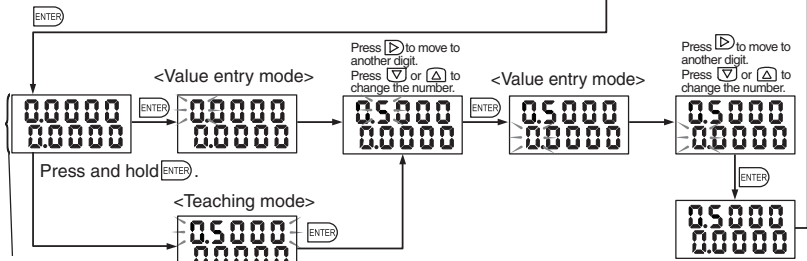 ENTER
Press ▷ to move to
another digit.
Press ▽ or △ to
change the number.
Press ▷ to move to
another digit.
Press ▽ or △ to
change the number.
<Value entry mode>
<Value entry mode>
0.0000
0.0000
ENTER
0.0000
0.0000
0.5000
0.0000
ENTER
0.5000
0.0000
0.5000
0.0000
Press and hold ENTER.
ENTER
<Teaching mode>
0.5000
0.0000
ENTER
0.5000
0.0000